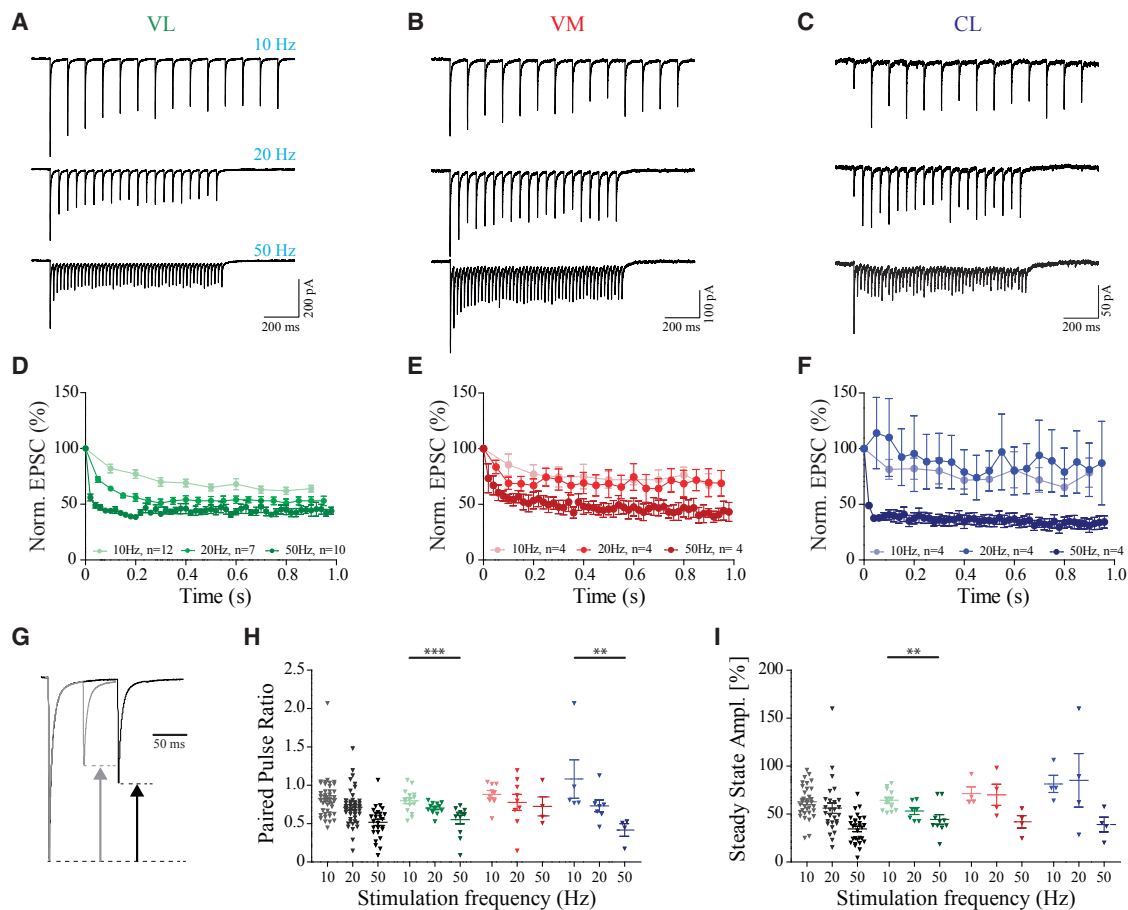 A
VL
B
VM
C
CL
10 Hz
20 Hz
50 Hz
200 ms
200 pA
200 ms
100 pA
200 ms
50 pA
D
Norm. EPSC (%)
150
100
50
0
10Hz, n=12
20Hz, n=7
50Hz, n=10
0 0.2 0.4 0.6 0.8 1.0
Time (s)
E
Norm. EPSC (%)
150
100
50
0
10Hz, n=4
20Hz, n=4
50Hz, n= 4
0 0.2 0.4 0.6 0.8 1.0
Time (s)
F
Norm. EPSC (%)
150
100
50
0
10Hz, n=4
20Hz, n=4
50Hz, n=4
0 0.2 0.4 0.6 0.8 1.0
Time (s)
G
50 ms
H
Paired Pulse Ratio
2.5
2.0
1.5
1.0
0.5
0
***
**
10 20 50 10 20 50 10 20 50 10 20 50
Stimulation frequency (Hz)
I
Steady State Ampl. [%]
200
150
100
50
0
**
10 20 50 10 20 50 10 20 50 10 20 50
Stimulation frequency (Hz)